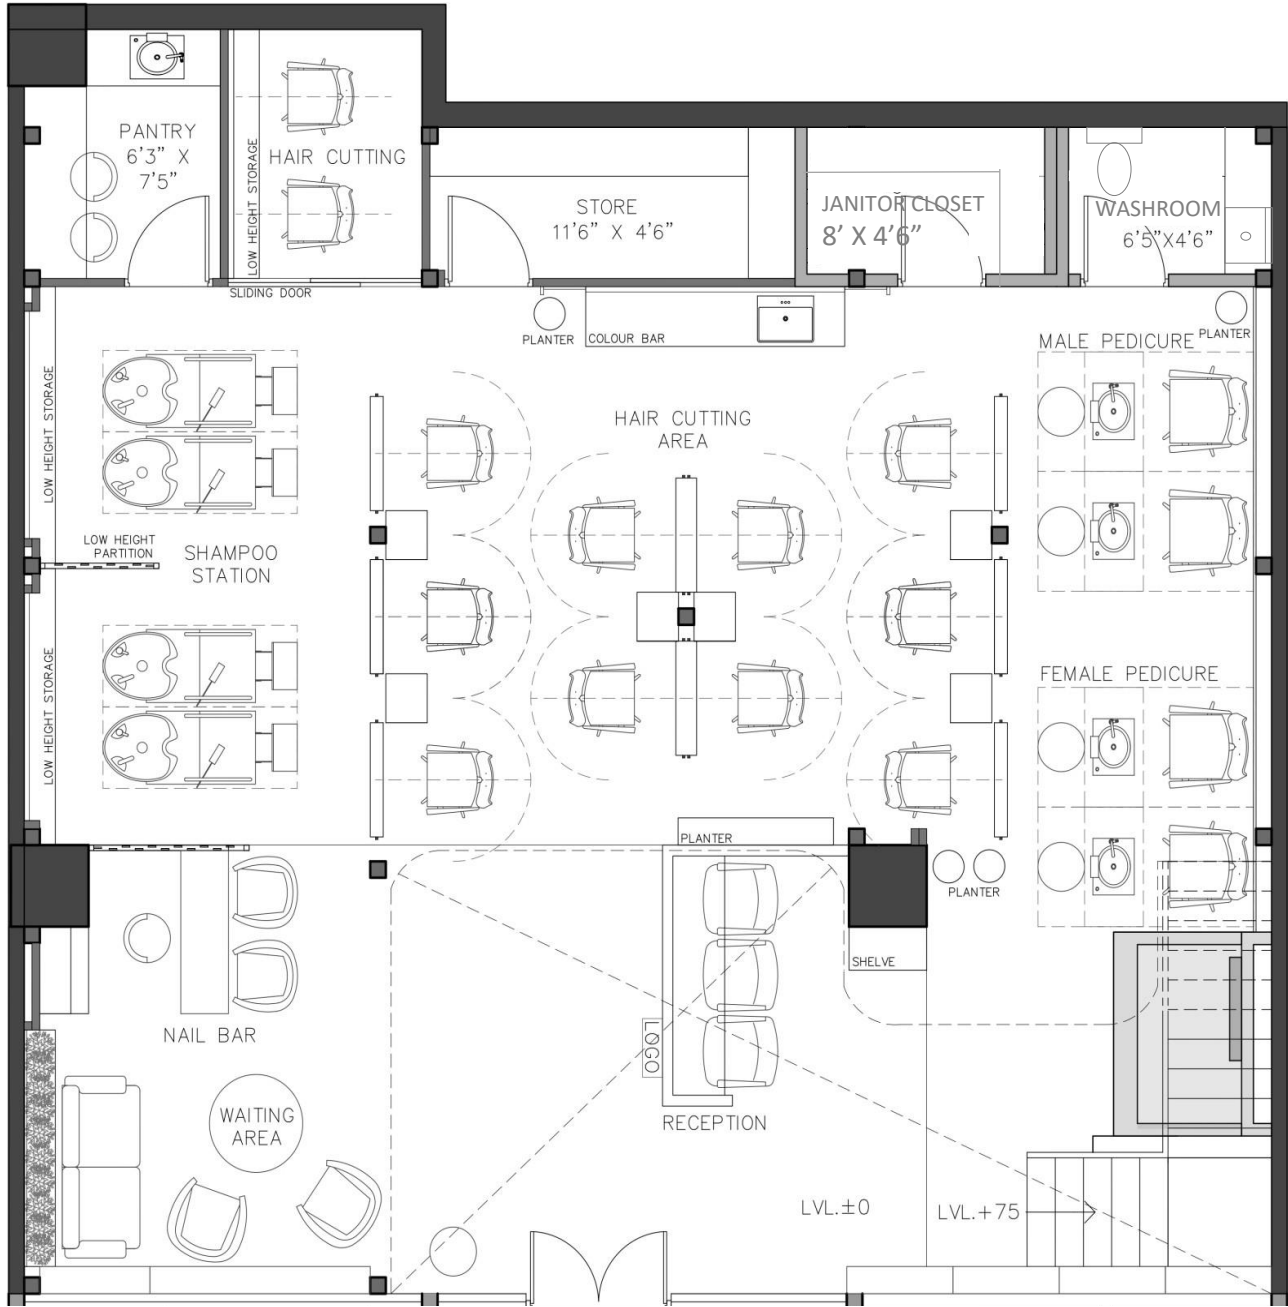 PANTRY
6'3" X
7'5"
LOW HEIGHT STORAGE
HAIR CUTTING
STORE
11'6" X 4'6"
JANITOR CLOSET
8' X 4'6"
WASHROOM
6'5"X4'6"
SLIDING DOOR
PLANTER
COLOUR BAR
PLANTER
MALE PEDICURE
LOW HEIGHT STORAGE
HAIR CUTTING
AREA
LOW HEIGHT
PARTITION
SHAMPOO
STATION
LOW HEIGHT STORAGE
FEMALE PEDICURE
PLANTER
PLANTER
SHELVE
NAIL BAR
LOGO
WAITING
AREA
RECEPTION
LVL.±0
LVL.+75